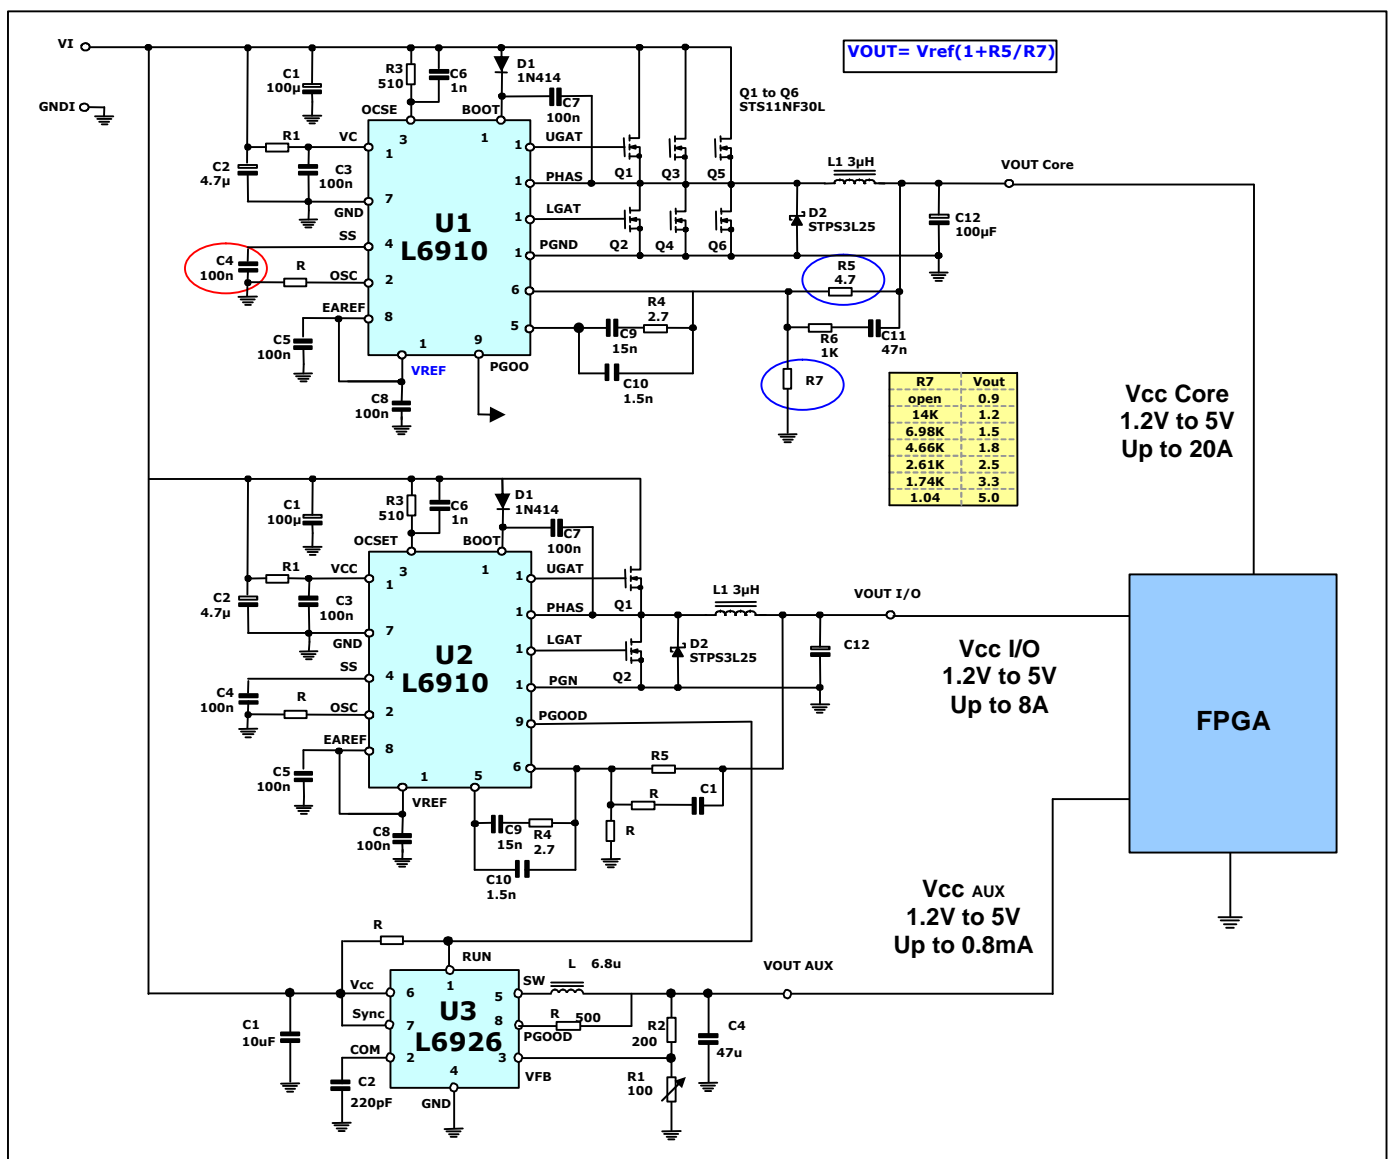 VI
GNDI
C1
100µ
R3
510
C6
1n
D1
1N414
C7
100n
VOUT= Vref(1+R5/R7)
Q1 to Q6
STS11NF30L
OCSE
BOOT
R1
VC
C2
4.7µ
C3
100n
GND
SS
C4
100n
R
OSC
EAREF
C5
100n
VREF
C8
100n
PGOO
3
1
1
7
4
2
8
1
9
U1
L6910
1
1
1
1
6
5
UGAT
PHAS
LGAT
PGND
Q1
Q3
Q5
Q2
Q4
Q6
L1 3µH
VOUT Core
D2
STPS3L25
C12
100µF
R5
4.7
R4
2.7
C9
15n
C10
1.5n
R6
1K
C11
47n
R7
R7 Vout
open 0.9
14K 1.2
6.98K 1.5
4.66K 1.8
2.61K 2.5
1.74K 3.3
1.04 5.0
Vcc Core
1.2V to 5V
Up to 20A
C1
100µ
R3
510
C6
1n
D1
1N414
C7
100n
OCSET
BOOT
R1
VCC
C2
4.7µ
C3
100n
GND
SS
C4
100n
R
OSC
EAREF
C5
100n
VREF
C8
100n
3
1
1
7
4
2
8
1
5
U2
L6910
1
1
1
1
9
6
UGAT
PHAS
LGAT
PGN
PGOOD
Q1
Q2
L1 3µH
D2
STPS3L25
C12
VOUT I/O
R5
R
C1
R
C9
15n
R4
2.7
C10
1.5n
Vcc I/O
1.2V to 5V
Up to 8A
FPGA
Vcc AUX
1.2V to 5V
Up to 0.8mA
R
RUN
Vcc
Sync
COM
C1
10uF
C2
220pF
GND
1
6
7
2
4
5
8
3
U3
L6926
SW
PGOOD
VFB
L 6.8u
R 500
R2
200
R1
100
C4
47u
VOUT AUX